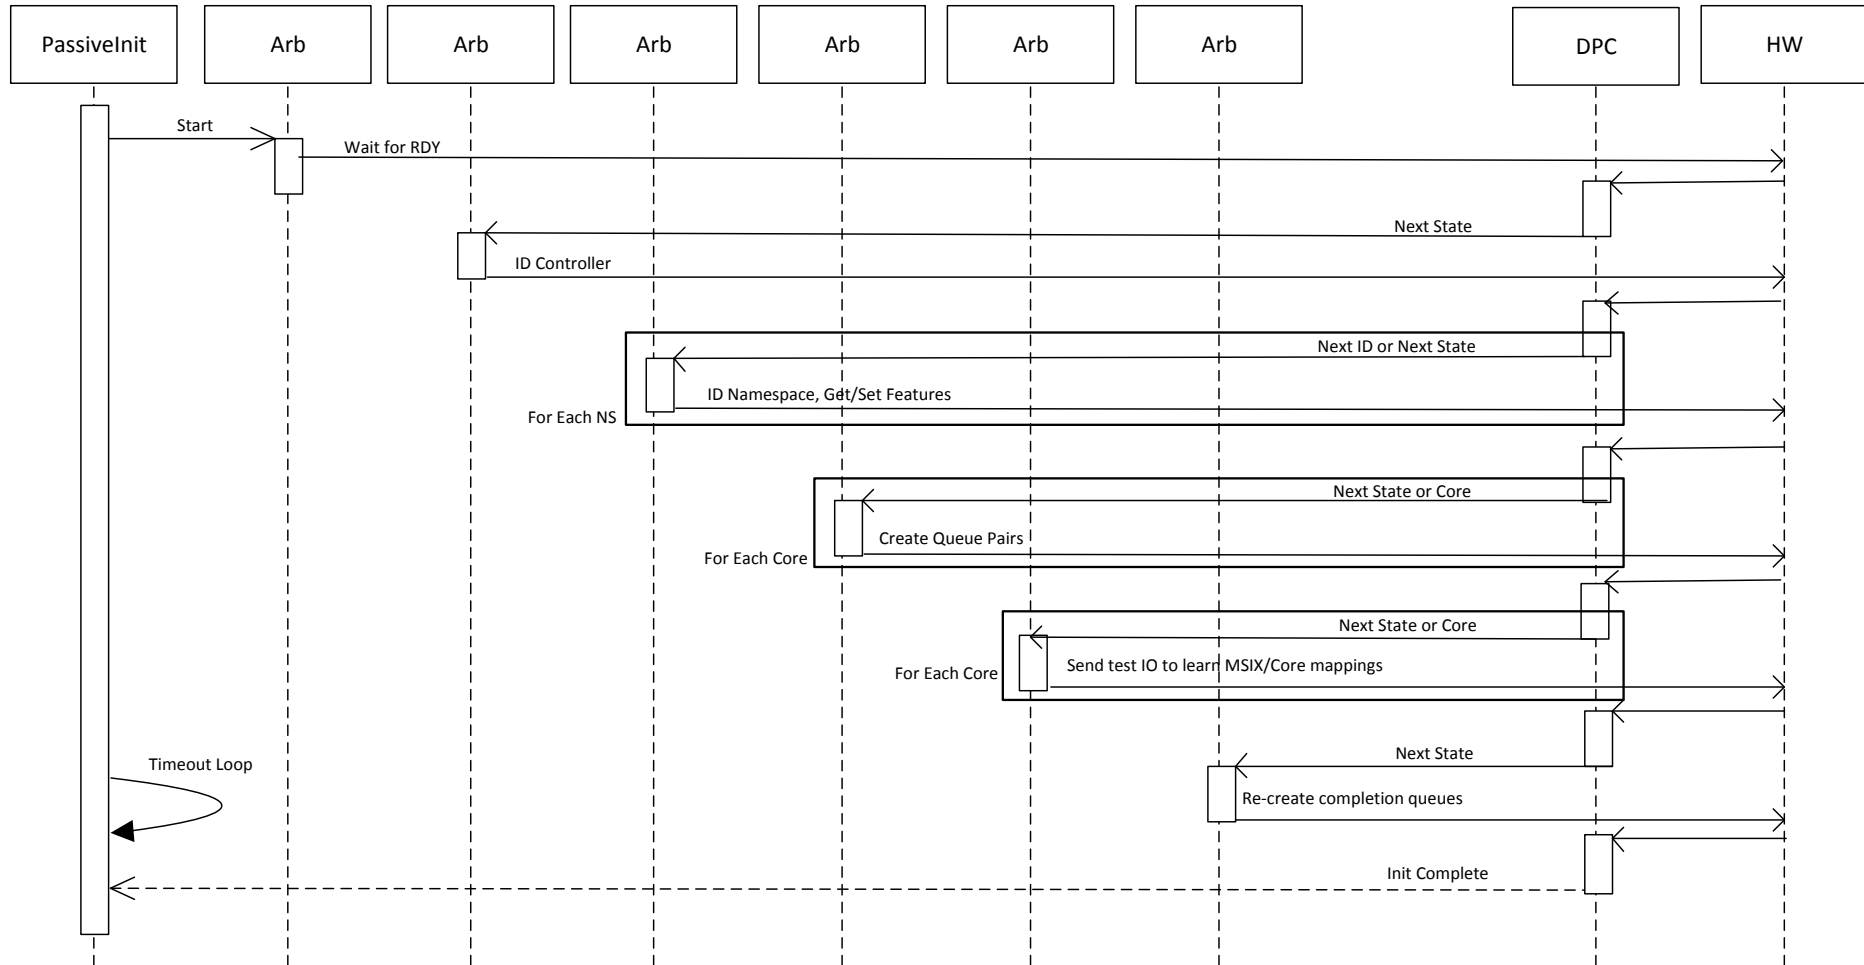 PassiveInit
Arb
Arb
Arb
Arb
Arb
Arb
DPC
HW
Start
Wait for RDY
Next State
ID Controller
Next ID or Next State
ID Namespace, Get/Set Features
For Each NS
Next State or Core
Create Queue Pairs
For Each Core
Next State or Core
Send test IO to learn MSIX/Core mappings
For Each Core
Next State
Timeout Loop
Re-create completion queues
Init Complete